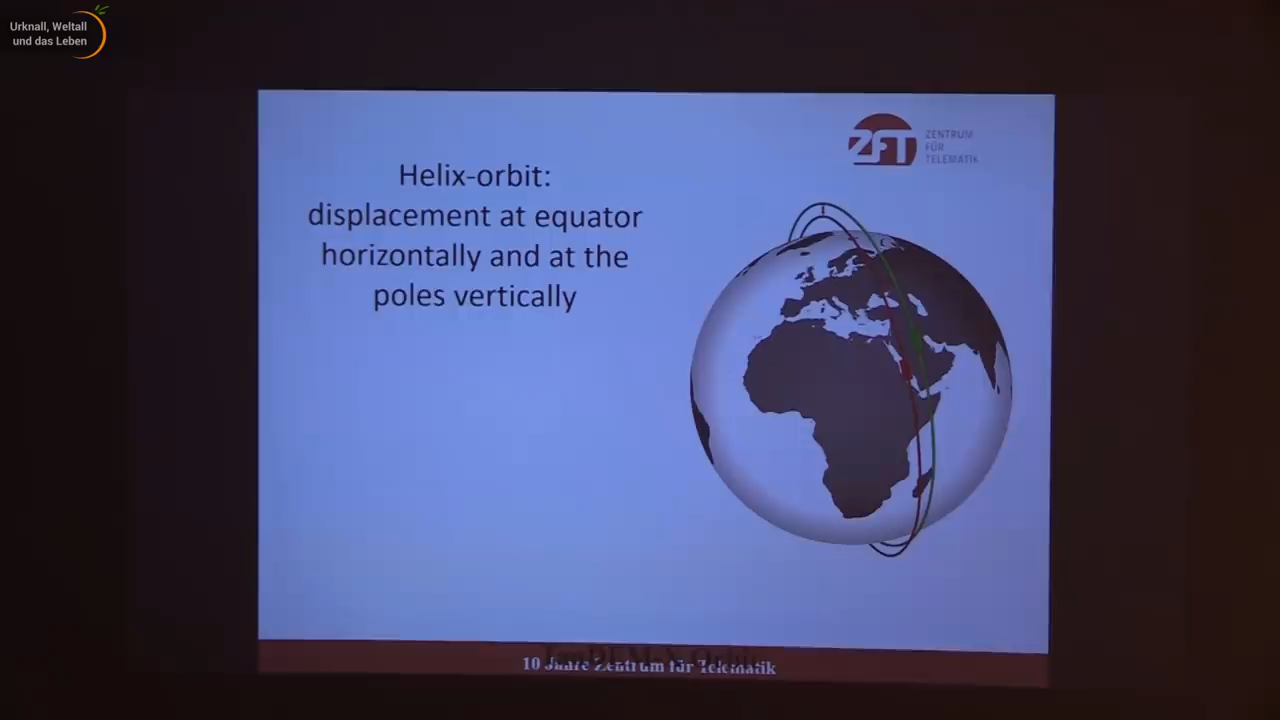 Urknall, Weltall
und das Leben
ZFT
ZENTRUM
FÜR
TELEMATIK
Helix-orbit:
displacement at equator
horizontally and at the
poles vertically
10 Jahre Zentrum für Telematik